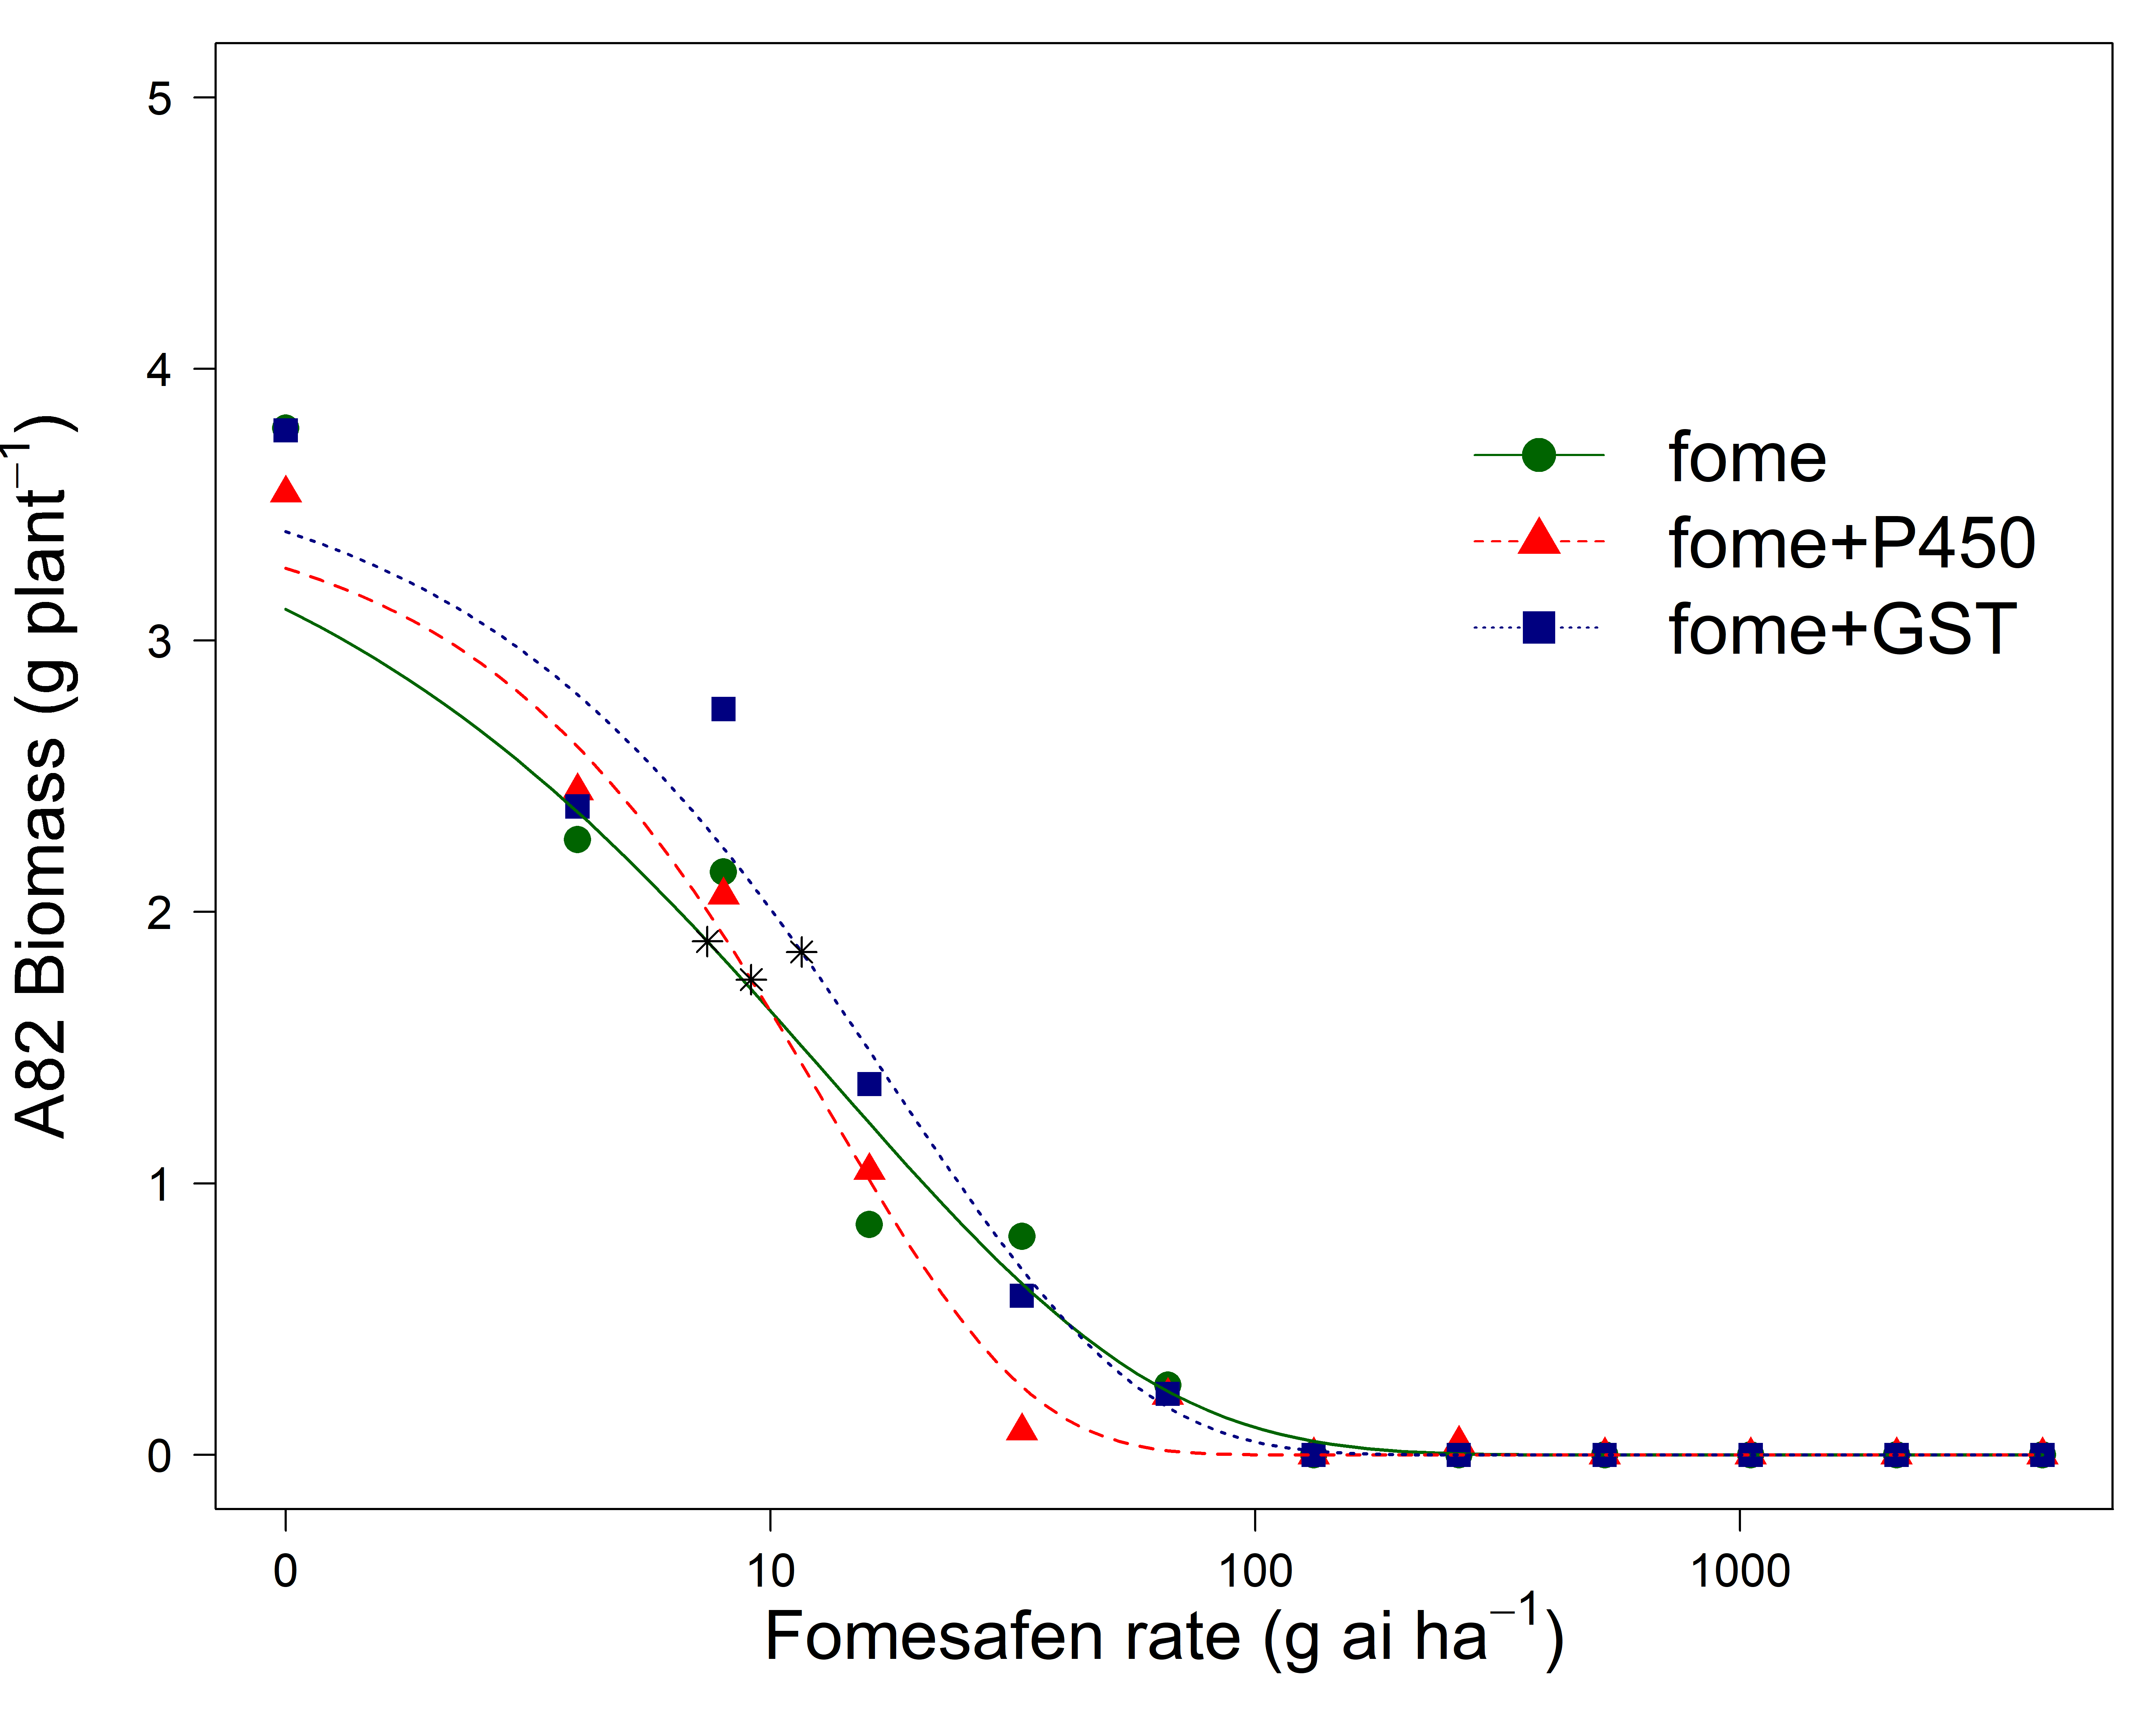 5
4
3
2
1
0
A82 Biomass (g plant⁻¹)
fome
fome+P450
fome+GST
0 10 100 1000
Fomesafen rate (g ai ha⁻¹)